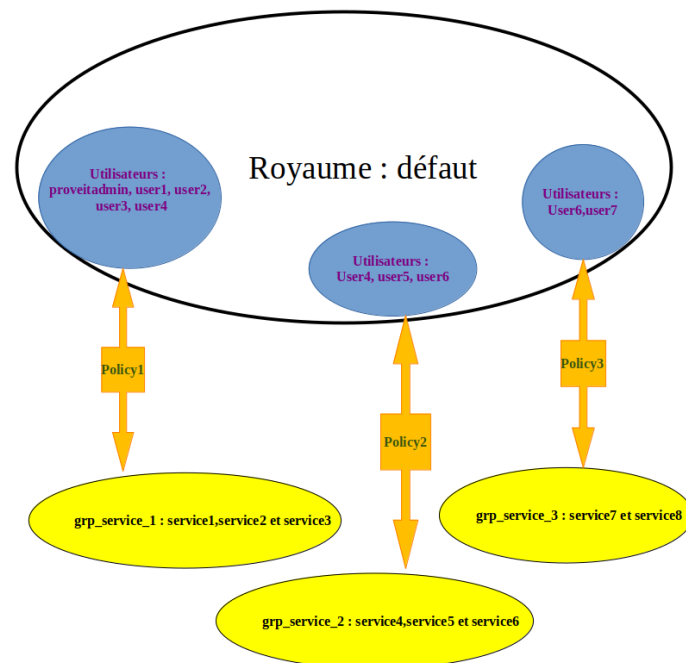 Royaume : défaut
Utilisateurs :
proveitadmin, user1, user2,
user3, user4
Utilisateurs :
User4, user5, user6
Utilisateurs :
User6,user7
Policy1
Policy2
Policy3
grp_service_1 : service1,service2 et service3
grp_service_3 : service7 et service8
grp_service_2 : service4,service5 et service6